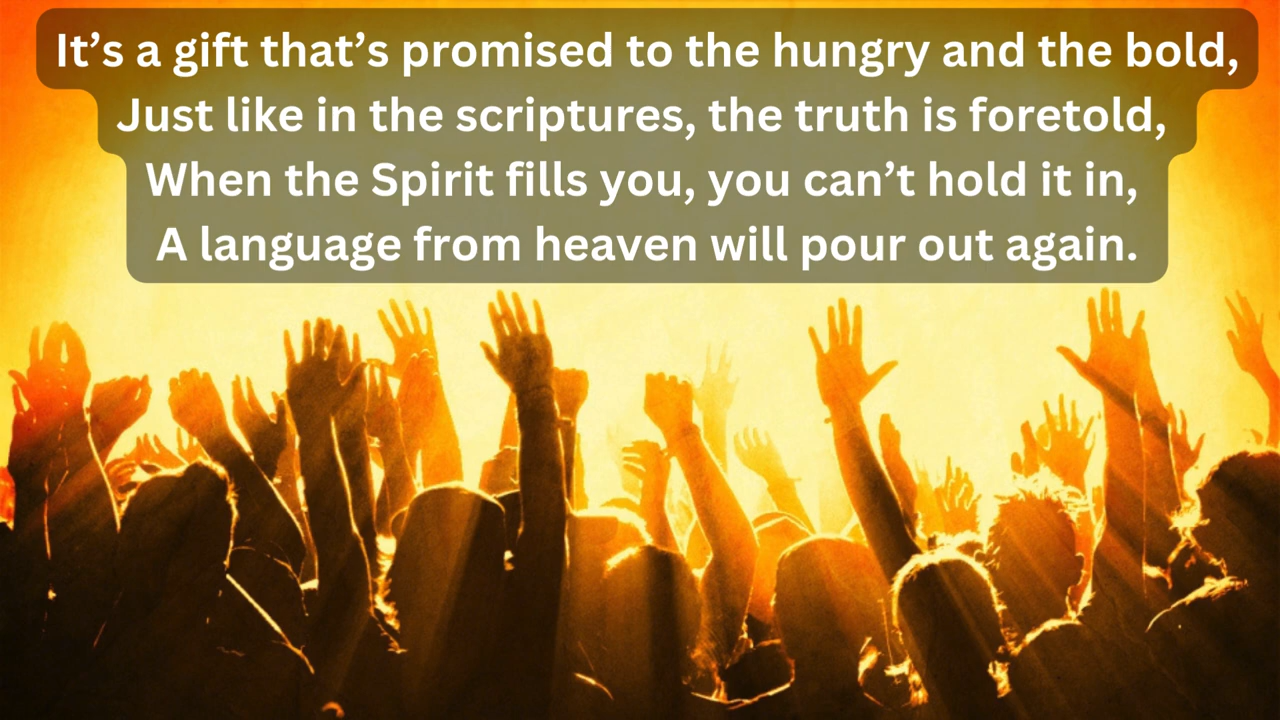 It’s a gift that’s promised to the hungry and the bold,
Just like in the scriptures, the truth is foretold,
When the Spirit fills you, you can’t hold it in,
A language from heaven will pour out again.